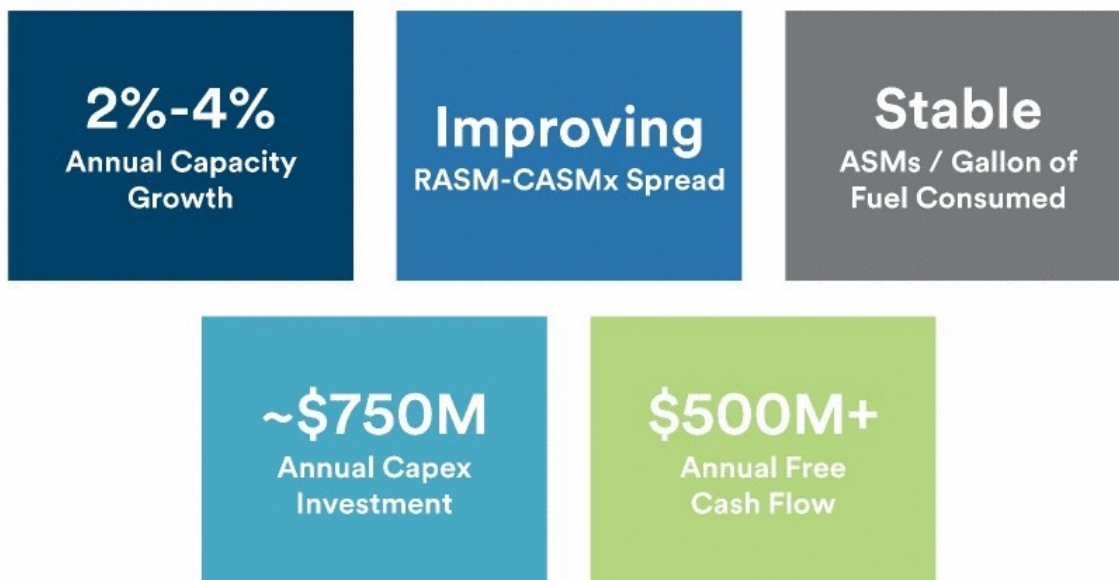 2%-4%
Annual Capacity
Growth
Improving
RASM-CASMx Spread
Stable
ASMs / Gallon of
Fuel Consumed
~$750M
Annual Capex
Investment
$500M+
Annual Free
Cash Flow